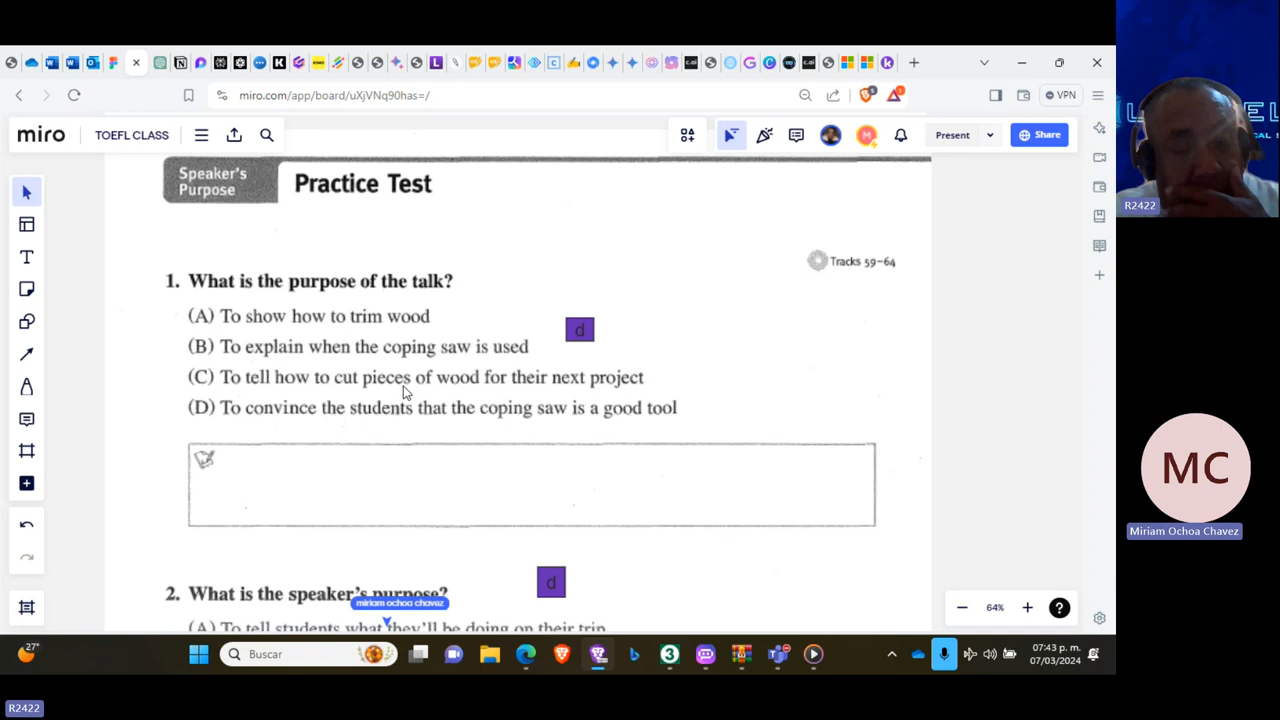 miro.com/app/board/uXjVNq90has=/
VPN
miro
TOEFL CLASS
Present
Share
Speaker's
Purpose
Practice Test
R2422
Tracks 59–64
1. What is the purpose of the talk?
(A) To show how to trim wood
d
(B) To explain when the coping saw is used
(C) To tell how to cut pieces of wood for their next project
(D) To convince the students that the coping saw is a good tool
MC
Miriam Ochoa Chavez
d
2. What is the speaker's purpose?
miriam ochoa chavez
(A) To tell students what they'll be doing on their trip
64%
27°
Buscar
07:43 p. m.
07/03/2024
R2422